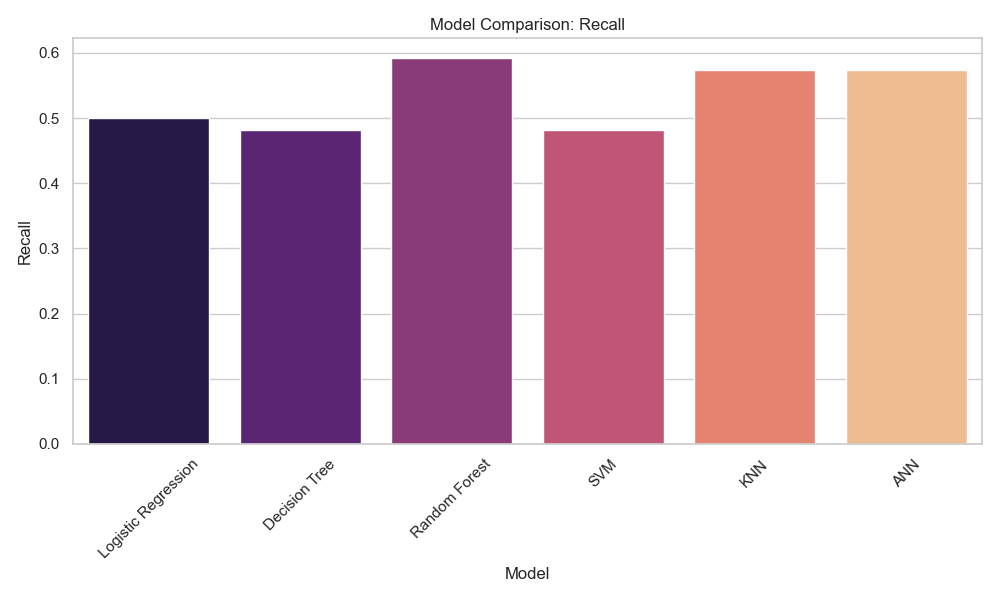 Model Comparison: Recall
Recall
0.6
0.5
0.4
0.3
0.2
0.1
0.0
Logistic Regression
Decision Tree
Random Forest
SVM
KNN
ANN
Model